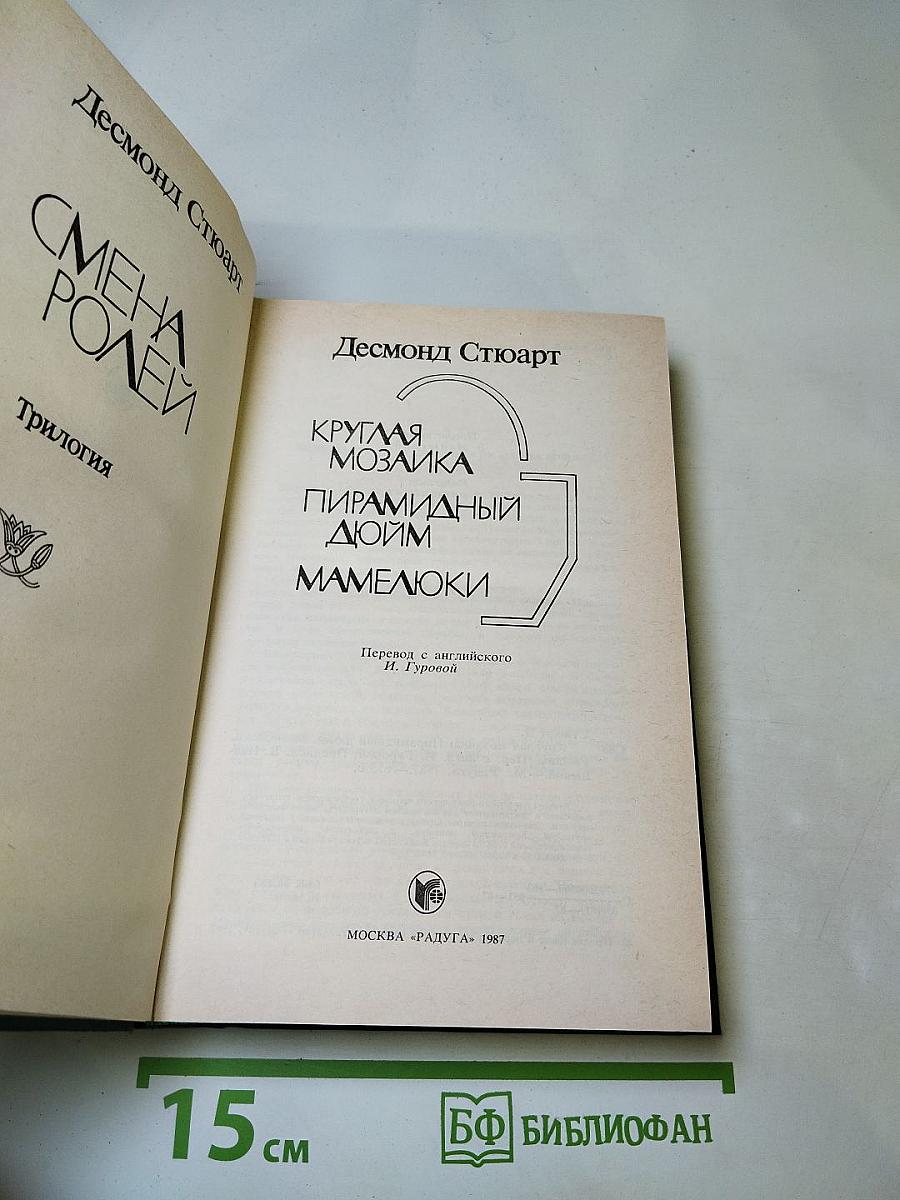 Десмонд Стюарт
СМЕНА
РОЛЕЙ
Трилогия
Десмонд Стюарт
КРУГЛАЯ
МОЗАИКА
ПИРАМИДНЫЙ
ДЮЙМ
МАМЕЛЮКИ
Перевод с английского
И. Гуровой
МОСКВА «РАДУГА» 1987
15 см
БФ БИБЛИОФАН